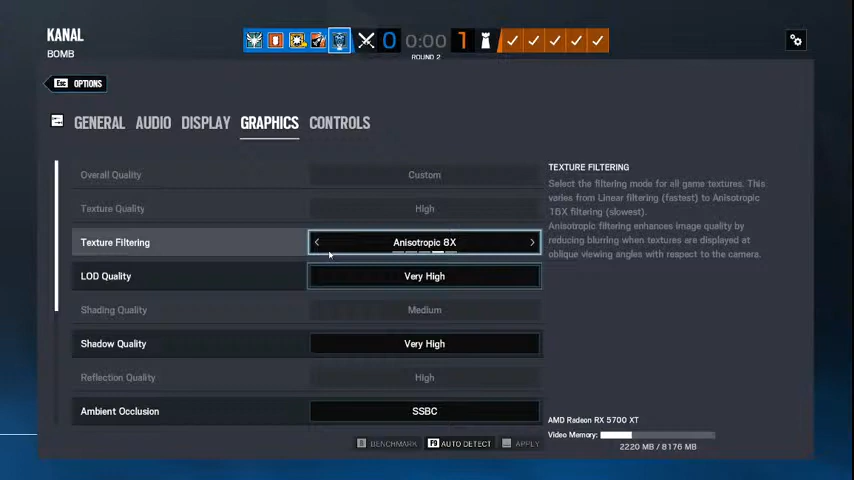 KANAL
BOMB
0 0:00 1
ROUND 2
Esc OPTIONS
GENERAL AUDIO DISPLAY GRAPHICS CONTROLS
Overall Quality Custom
Texture Quality High
Texture Filtering Anisotropic 8X
LOD Quality Very High
Shading Quality Medium
Shadow Quality Very High
Reflection Quality High
Ambient Occlusion SSBC
TEXTURE FILTERING
Select the filtering mode for all game textures. This
varies from Linear filtering (fastest) to Anisotropic
16X filtering (slowest).
Anisotropic filtering enhances image quality by
reducing blurring when textures are displayed at
oblique viewing angles with respect to the camera.
AMD Radeon RX 5700 XT
Video Memory:
2220 MB / 8176 MB
B BENCHMARK F9 AUTO DETECT APPLY